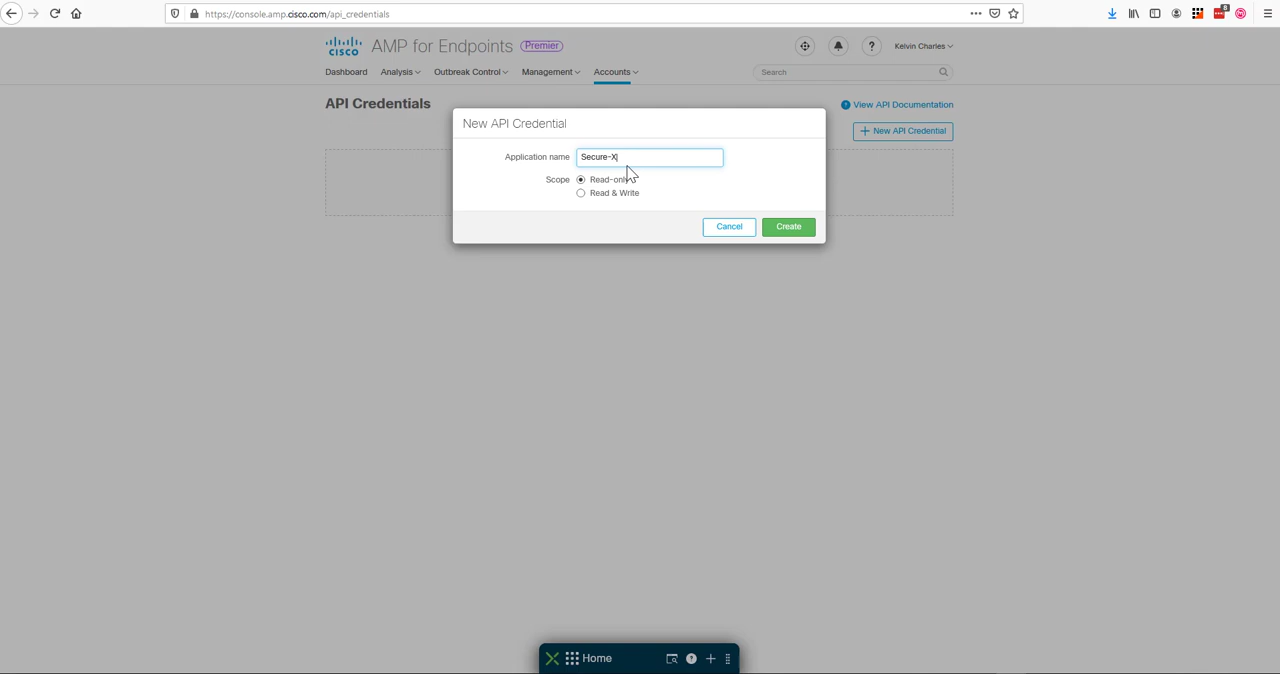 https://console.amp.cisco.com/api_credentials
8
CISCO AMP for Endpoints Premier
? Kelvin Charles
Dashboard Analysis Outbreak Control Management Accounts Search
API Credentials
? View API Documentation
+ New API Credential
New API Credential
Application name Secure-X
Scope Read-only
Read & Write
Cancel Create
Home ? +